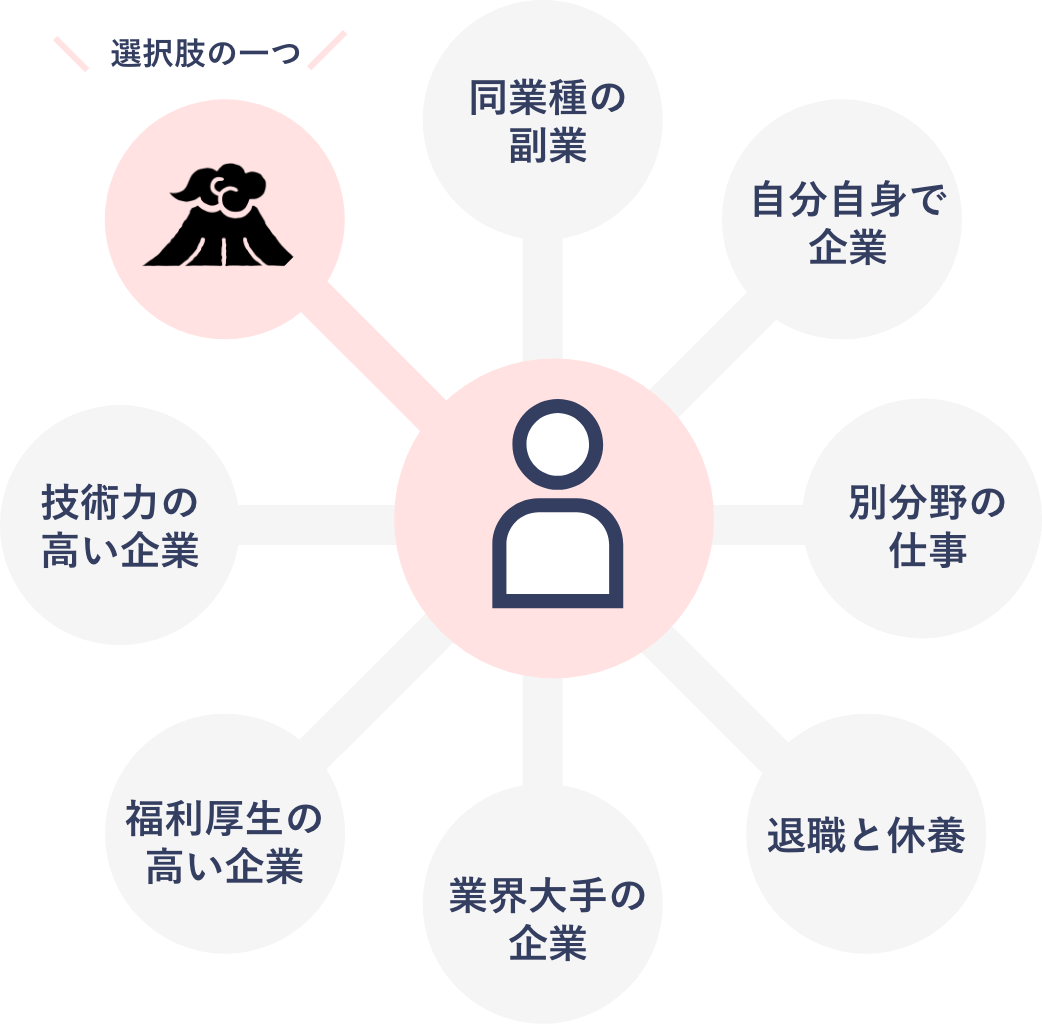 選択肢の一つ
同業種の
副業
自分自身で
企業
技術力の
高い企業
別分野の
仕事
福利厚生の
高い企業
業界大手の
企業
退職と休養